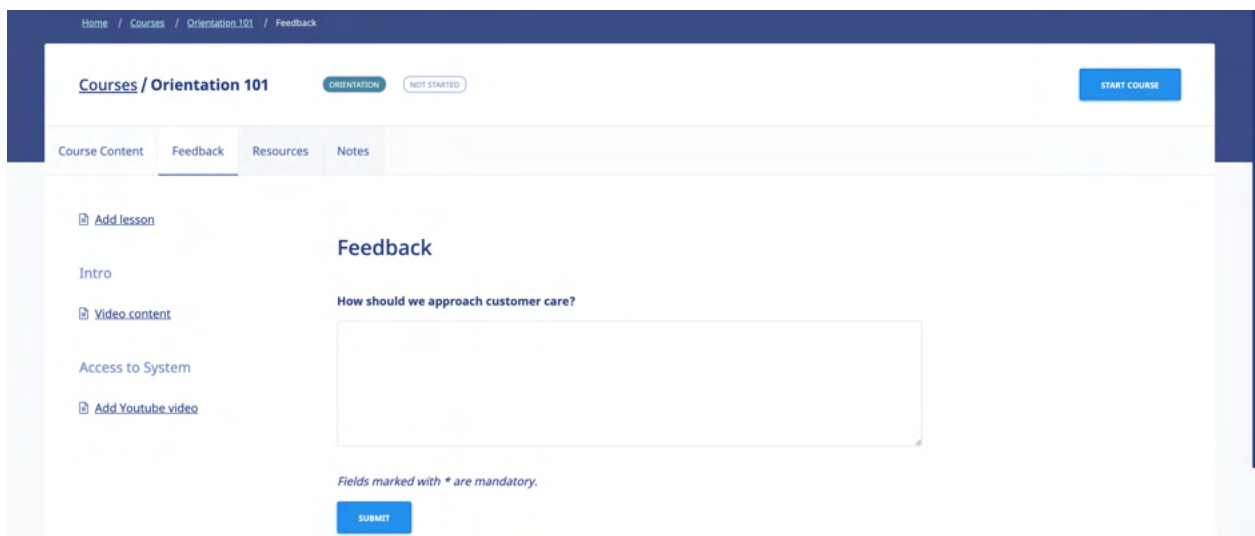 Home / Courses / Orientation 101 / Feedback
Courses / Orientation 101 ORIENTATION NOT STARTED START COURSE
Course Content Feedback Resources Notes
Add lesson
Intro
Video content
Access to System
Add Youtube video
Feedback
How should we approach customer care?
Fields marked with * are mandatory.
SUBMIT